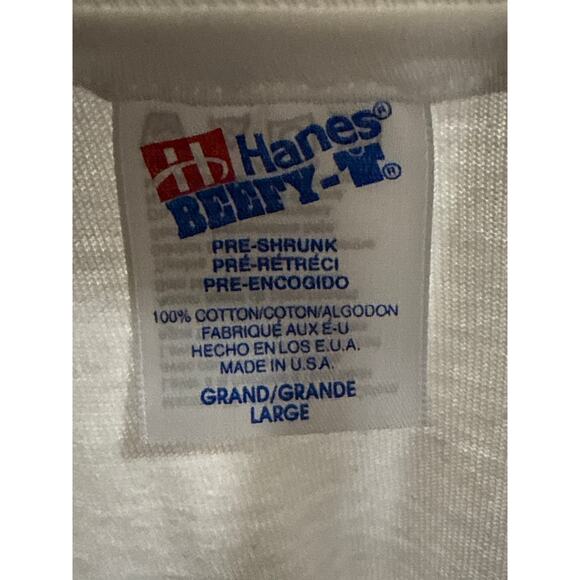 H Hanes®
BEEFY-T®
PRE-SHRUNK
PRÉ-RÉTRÉCI
PRE-ENCOGIDO
100% COTTON/COTON/ALGODON
FABRIQUÉ AUX É-U
HECHO EN LOS E.U.A.
MADE IN U.S.A.
GRAND/GRANDE
LARGE